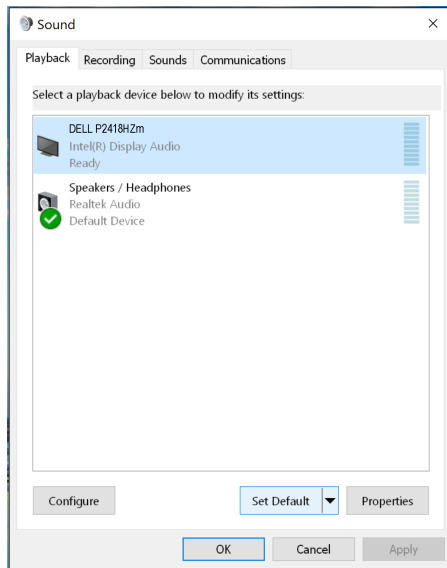 Sound
Playback Recording Sounds Communications
Select a playback device below to modify its settings:
DELL P2418HZm
Intel(R) Display Audio
Ready
Speakers / Headphones
Realtek Audio
Default Device
Configure Set Default Properties
OK Cancel Apply